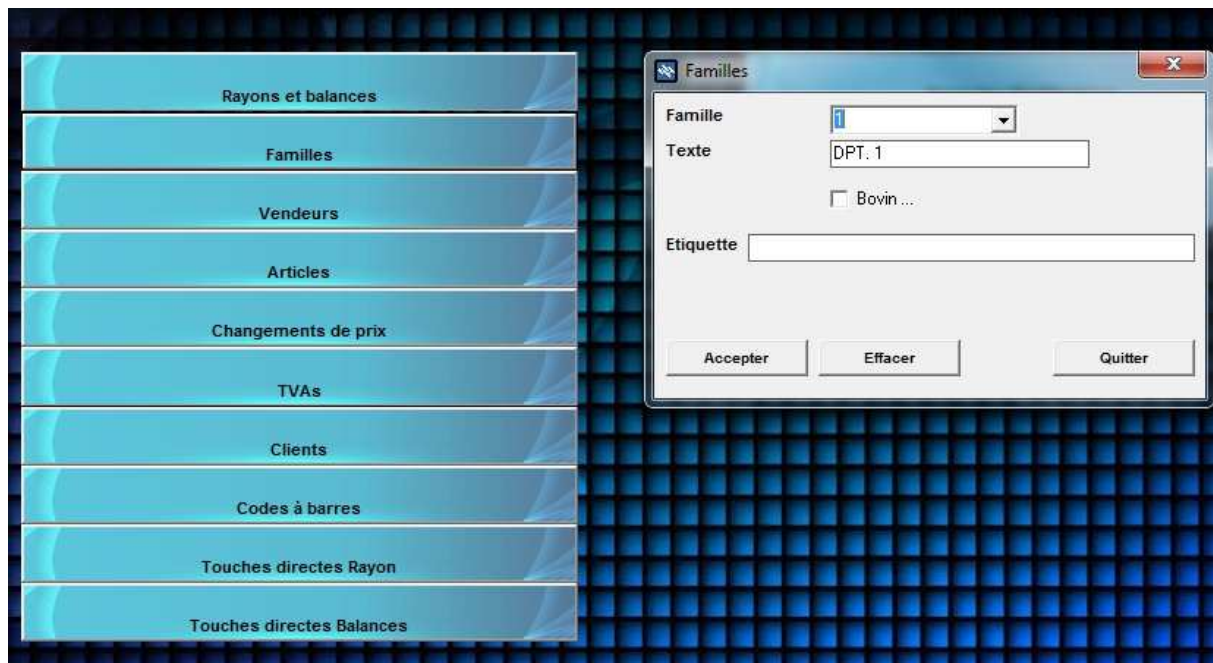 Rayons et balances
Familles
Vendeurs
Articles
Changements de prix
TVAs
Clients
Codes à barres
Touches directes Rayon
Touches directes Balances
Familles
Famille 1
Texte DPT. 1
Bovin ...
Etiquette
Accepter Effacer Quitter